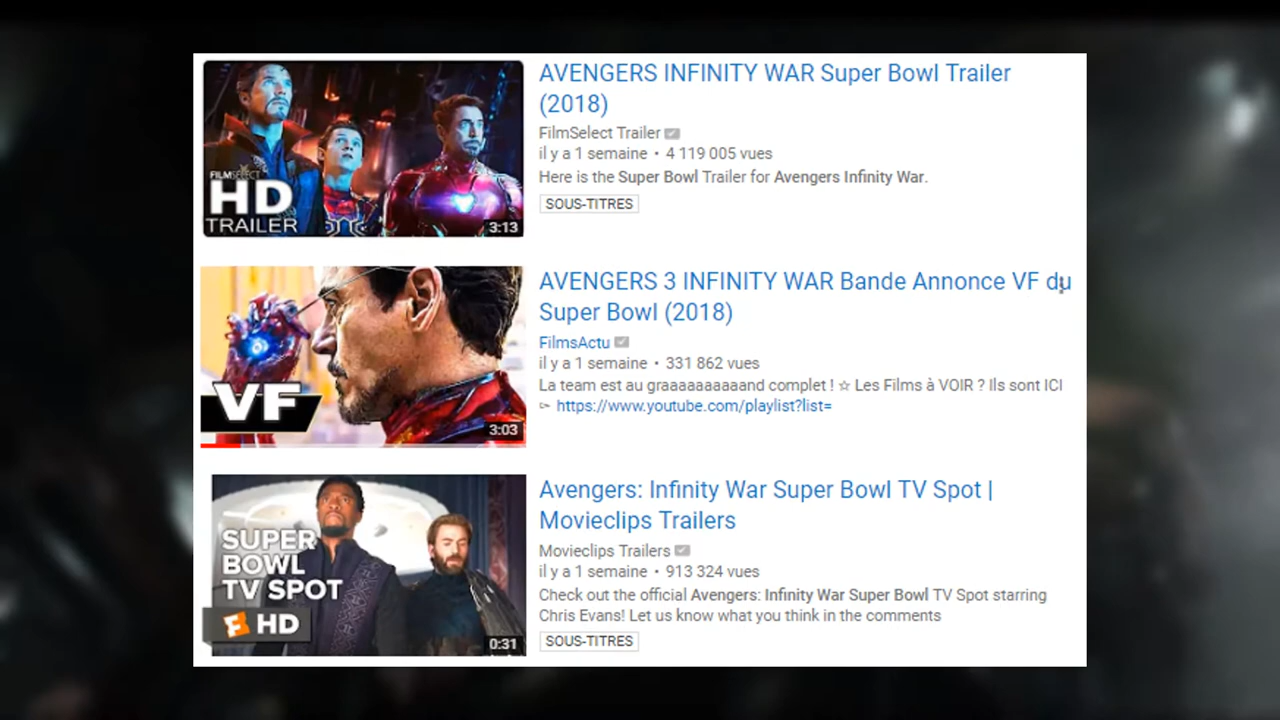 AVENGERS INFINITY WAR Super Bowl Trailer
(2018)
FilmSelect Trailer
il y a 1 semaine • 4 119 005 vues
Here is the Super Bowl Trailer for Avengers Infinity War.
SOUS-TITRES
FILMSELECT
HD
TRAILER
3:13
AVENGERS 3 INFINITY WAR Bande Annonce VF du
Super Bowl (2018)
FilmsActu
il y a 1 semaine • 331 862 vues
La team est au graaaaaaaaaand complet ! ☆ Les Films à VOIR ? Ils sont ICI
https://www.youtube.com/playlist?list=
VF
3:03
Avengers: Infinity War Super Bowl TV Spot |
Movieclips Trailers
Movieclips Trailers
il y a 1 semaine • 913 324 vues
Check out the official Avengers: Infinity War Super Bowl TV Spot starring
Chris Evans! Let us know what you think in the comments
SOUS-TITRES
SUPER
BOWL
TV SPOT
F HD
0:31